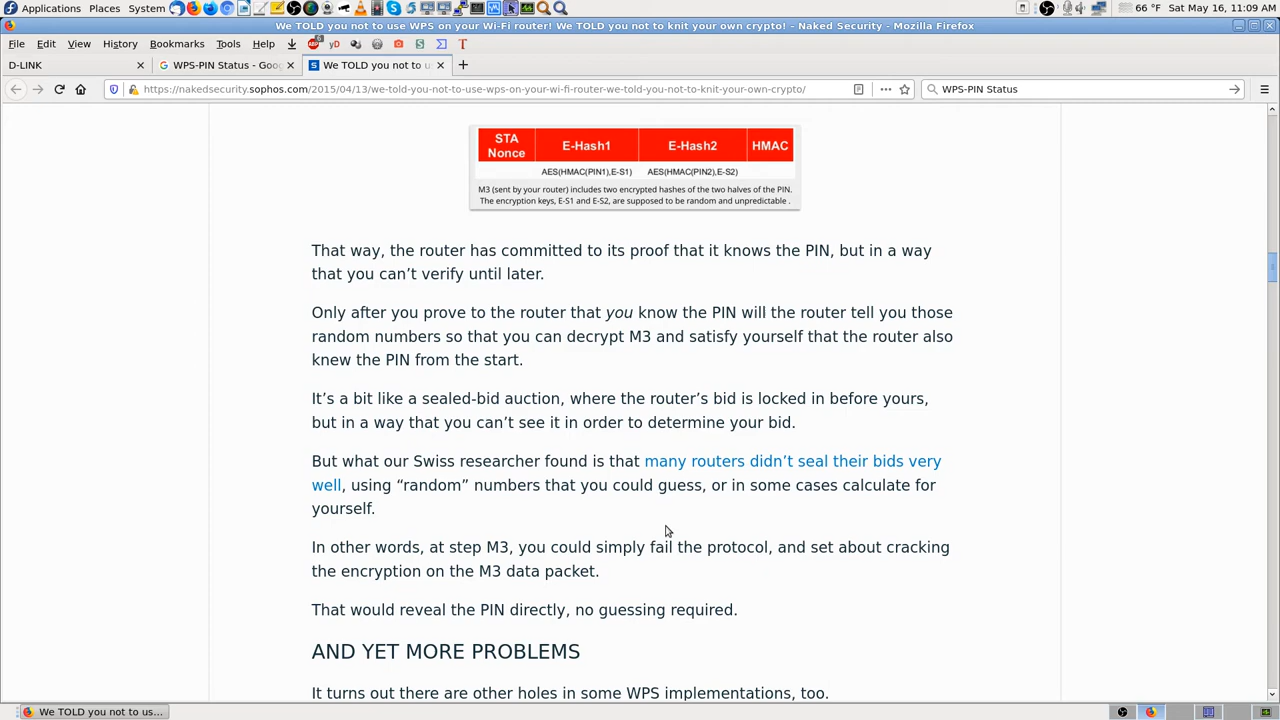 Applications Places System 66 °F Sat May 16, 11:09 AM
We TOLD you not to use WPS on your Wi-Fi router! We TOLD you not to knit your own crypto! - Naked Security - Mozilla Firefox
File Edit View History Bookmarks Tools Help
D-LINK
WPS-PIN Status - Goo
We TOLD you not to u
https://nakedsecurity.sophos.com/2015/04/13/we-told-you-not-to-use-wps-on-your-wi-fi-router-we-told-you-not-to-knit-your-own-crypto/
WPS-PIN Status
STA Nonce
E-Hash1
E-Hash2
HMAC
AES(HMAC(PIN1),E-S1) AES(HMAC(PIN2),E-S2)
M3 (sent by your router) includes two encrypted hashes of the two halves of the PIN.
The encryption keys, E-S1 and E-S2, are supposed to be random and unpredictable .
That way, the router has committed to its proof that it knows the PIN, but in a way
that you can’t verify until later.
Only after you prove to the router that you know the PIN will the router tell you those
random numbers so that you can decrypt M3 and satisfy yourself that the router also
knew the PIN from the start.
It’s a bit like a sealed-bid auction, where the router’s bid is locked in before yours,
but in a way that you can’t see it in order to determine your bid.
But what our Swiss researcher found is that many routers didn’t seal their bids very
well, using “random” numbers that you could guess, or in some cases calculate for
yourself.
In other words, at step M3, you could simply fail the protocol, and set about cracking
the encryption on the M3 data packet.
That would reveal the PIN directly, no guessing required.
AND YET MORE PROBLEMS
It turns out there are other holes in some WPS implementations, too.
We TOLD you not to us...